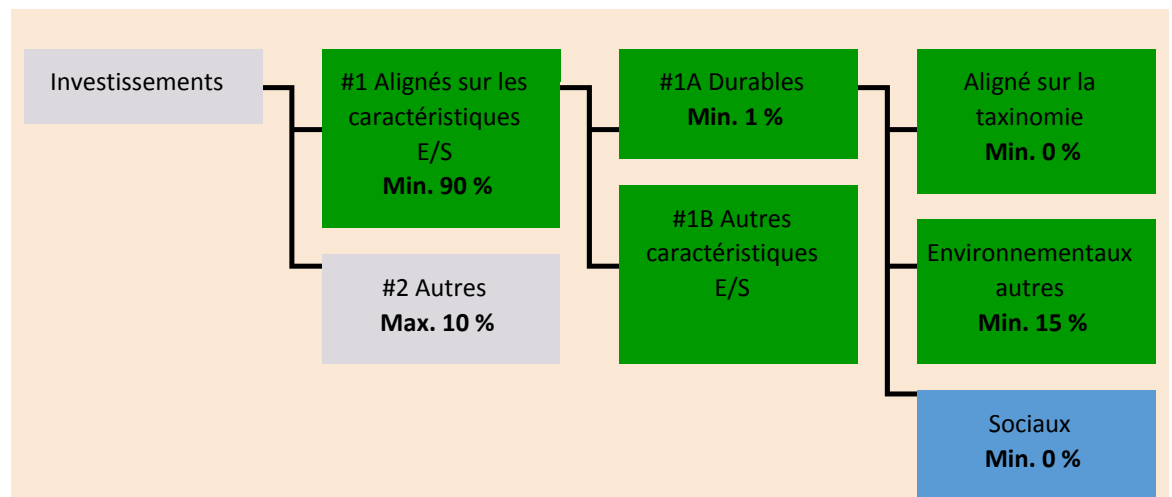 Investissements
#1 Alignés sur les
caractéristiques
E/S
Min. 90 %
#2 Autres
Max. 10 %
#1A Durables
Min. 1 %
#1B Autres
caractéristiques
E/S
Aligné sur la
taxinomie
Min. 0 %
Environnementaux
autres
Min. 15 %
Sociaux
Min. 0 %